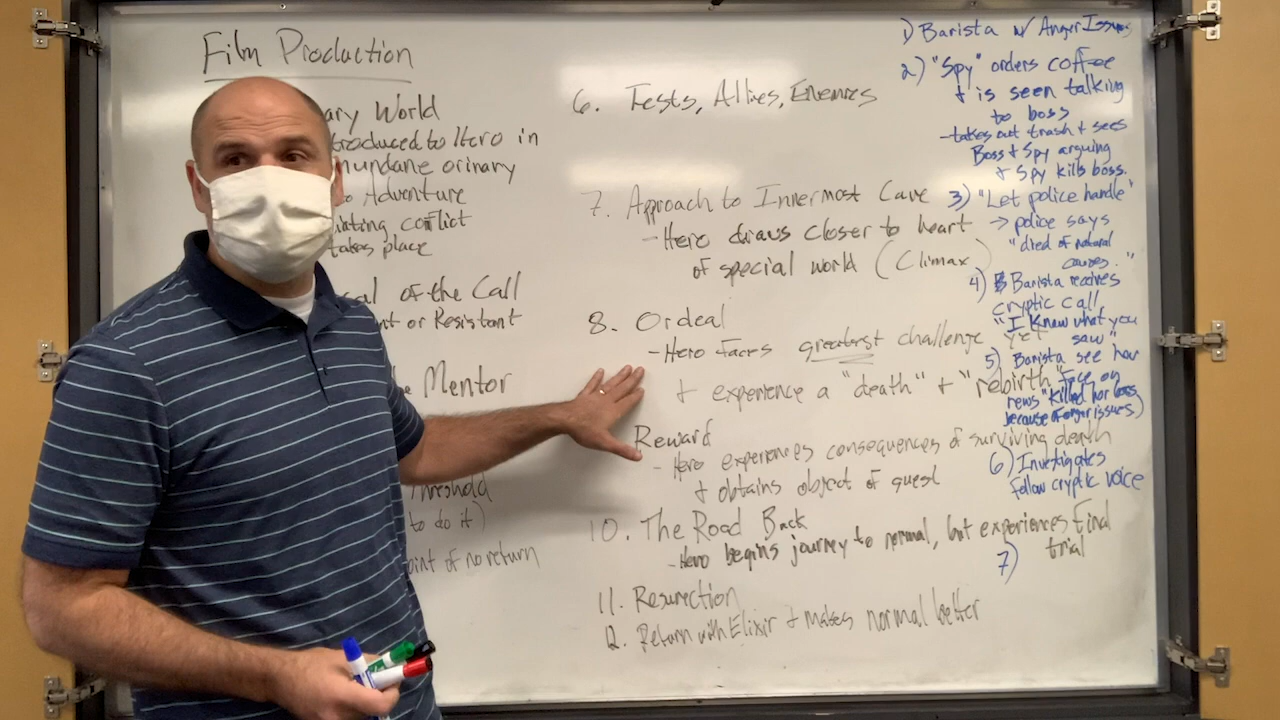 Film Production
ary World
troduced to Hero in
mundane orinary
o Adventure
iating conflict
takes place
al of the Call
nt or Resistant
e Mentor
Threshold
to do it)
oint of no return
6. Tests, Allies, Enemies
7. Approach to Innermost Cave
- Hero draws closer to heart
of special world (Climax)
8. Ordeal
- Hero faces greatest challenge yet
+ experience a "death" + "rebirth"
Reward
- Hero experiences consequences of surviving death
+ obtains object of quest
10. The Road Back
- Hero begins journey to normal, but experiences final
trial
11. Resurrection
12. Return with Elixir + makes normal better
1) Barista w/ Anger Issues
2) "Spy" orders coffee
+ is seen talking
to boss
- takes out trash + sees
Boss + Spy arguing
+ Spy kills boss.
3) "Let police handle"
→ police says
"died of natural
causes."
4) Barista receives
cryptic call
"I know what you
saw"
5) Barista see her
face on
news "Killed her boss
because of anger issues)
6) Investigates
follow cryptic voice
7)